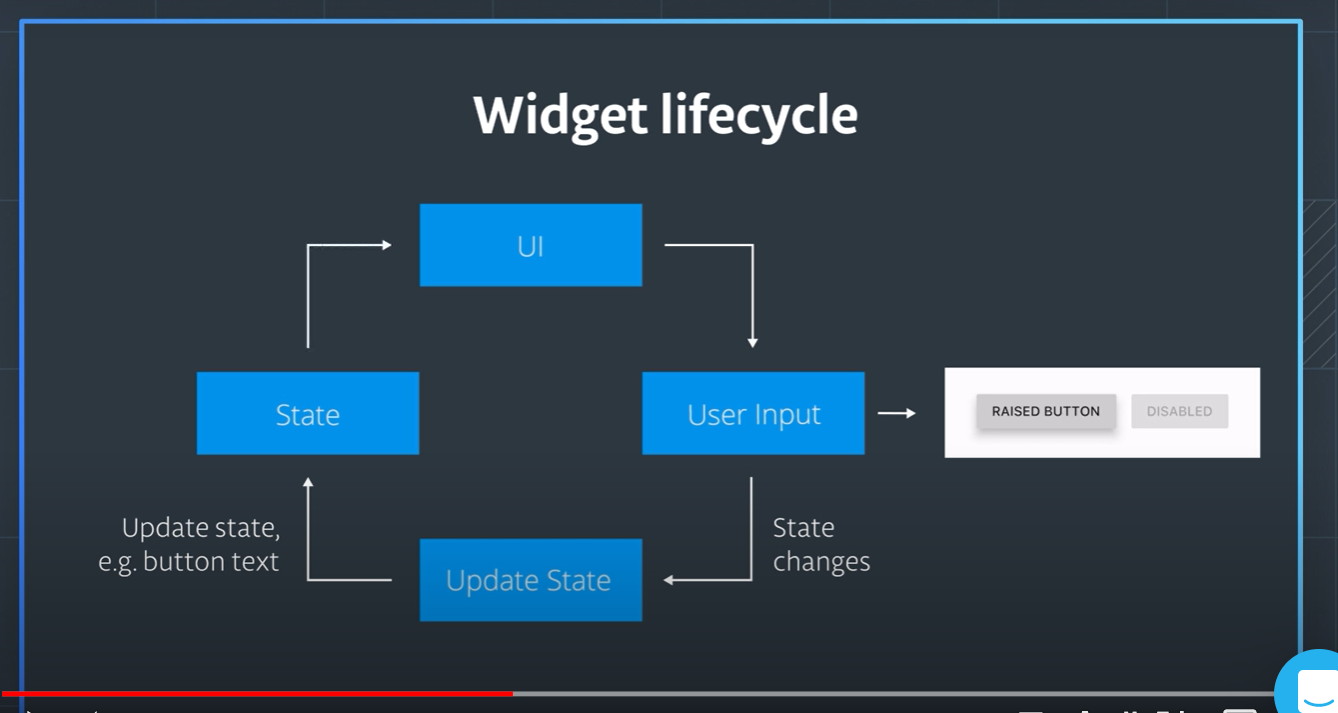 Widget lifecycle
UI
State
User Input
RAISED BUTTON
DISABLED
Update state,
e.g. button text
Update State
State
changes